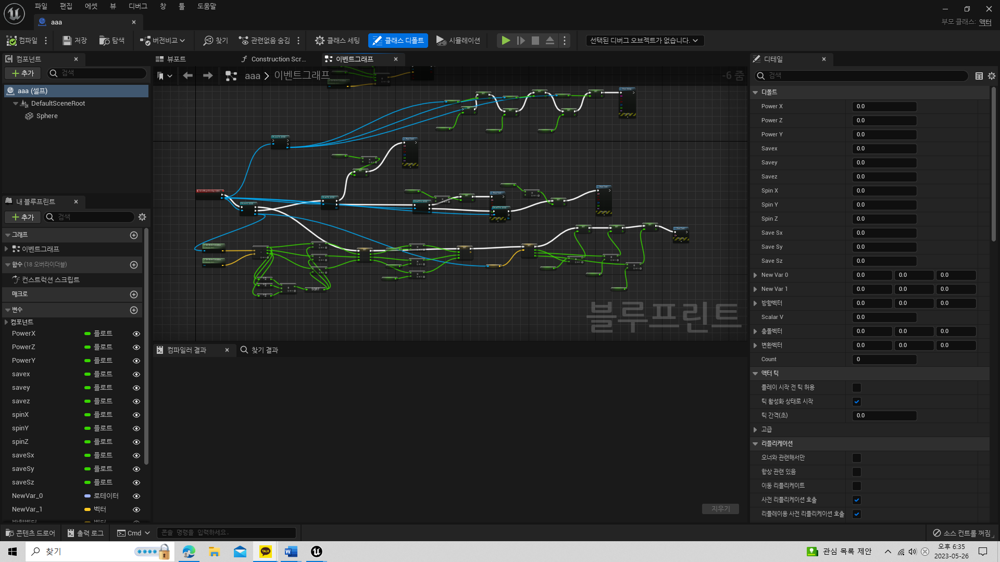 파일 편집 에셋 뷰 디버그 창 툴 도움말
aaa
부모 클래스: 액터
컴파일 저장 탐색 버전비교 찾기 관련없음 숨김 클래스 세팅 클래스 디폴트 시뮬레이션 선택된 디버그 오브젝트가 없습니다.
컴포넌트
추가 검색
aaa (셀프)
DefaultSceneRoot
Sphere
내 블루프린트
추가 검색
그래프
이벤트그래프
함수 (18 오버라이더블)
컨스트럭션 스크립트
매크로
변수
컴포넌트
PowerX 플로트
PowerZ 플로트
PowerY 플로트
savex 플로트
savey 플로트
savez 플로트
spinX 플로트
spinY 플로트
spinZ 플로트
saveSx 플로트
saveSy 플로트
saveSz 플로트
NewVar_0 로테이터
NewVar_1 벡터
방향벡터 벡터
뷰포트 Construction Scr... 이벤트그래프
aaa > 이벤트그래프
-6 줌
SQRT
블루프린트
컴파일러 결과 찾기 결과
지우기
디테일
검색
디폴트
Power X 0.0
Power Z 0.0
Power Y 0.0
Savex 0.0
Savey 0.0
Savez 0.0
Spin X 0.0
Spin Y 0.0
Spin Z 0.0
Save Sx 0.0
Save Sy 0.0
Save Sz 0.0
New Var 0 0.0 0.0 0.0
New Var 1 0.0 0.0 0.0
방향벡터 0.0 0.0 0.0
Scalar V 0.0
충돌벡터 0.0 0.0 0.0
변환벡터 0.0 0.0 0.0
Count 0
액터 틱
플레이 시작 전 틱 허용
틱 활성화 상태로 시작
틱 간격(초) 0.0
고급
리플리케이션
오너와 관련해서만
항상 관련 있음
이동 리플리케이트
사전 리플리케이션 호출
리플레이용 사전 리플리케이션 호출
콘텐츠 드로어 출력 로그 Cmd 콘솔 명령을 입력하세요. 소스 컨트롤 꺼짐
찾기
TALK
관심 목록 제안
오후 6:35
2023-05-26